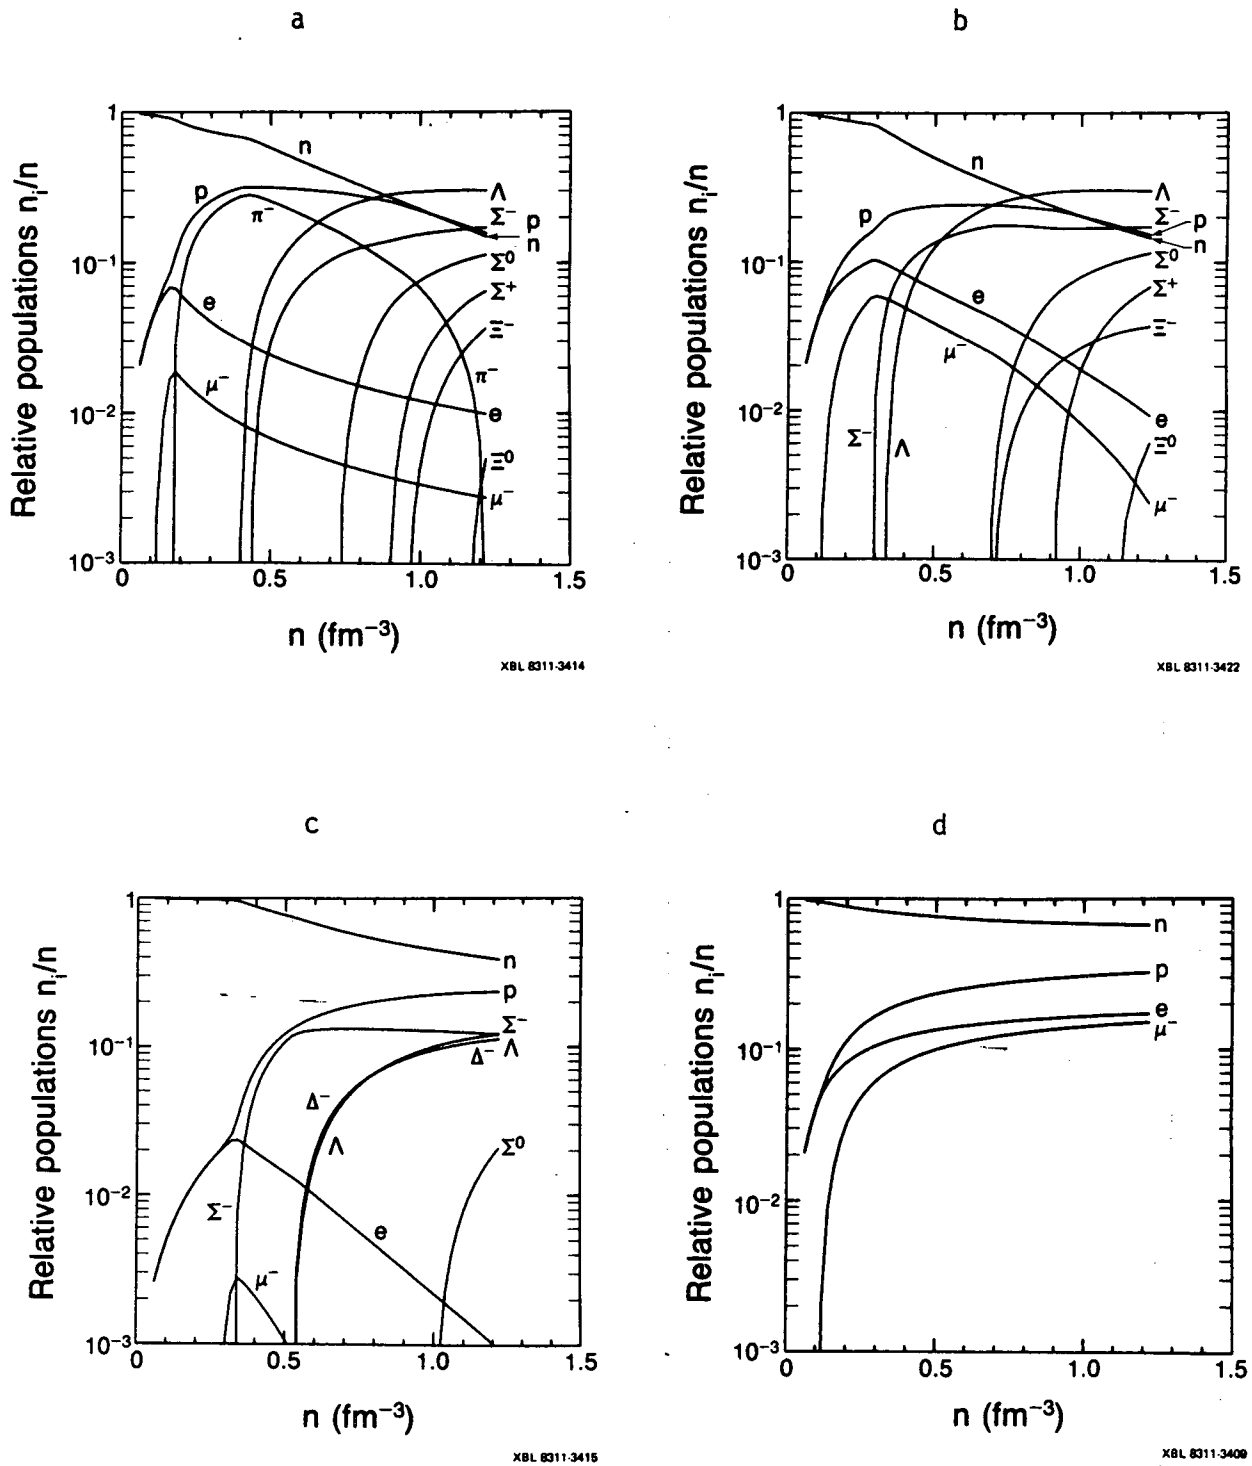 a
1
10⁻¹
10⁻²
10⁻³
Relative populations nᵢ/n
n
p
π⁻
e
μ⁻
Λ
Σ⁻
p
n
Σ⁰
Σ⁺
Ξ⁻
π⁻
e
Ξ⁰
μ⁻
0 0.5 1.0 1.5
n (fm⁻³)
XBL 8311-3414
b
1
10⁻¹
10⁻²
10⁻³
Relative populations nᵢ/n
n
p
e
μ⁻
Σ⁻
Λ
Λ
Σ⁻
p
n
Σ⁰
Σ⁺
Ξ⁻
e
Ξ⁰
μ⁻
0 0.5 1.0 1.5
n (fm⁻³)
XBL 8311-3422
c
1
10⁻¹
10⁻²
10⁻³
Relative populations nᵢ/n
n
p
Σ⁻
Δ⁻ Λ
Δ⁻
Λ
Σ⁰
Σ⁻
e
μ⁻
0 0.5 1.0 1.5
n (fm⁻³)
XBL 8311-3415
d
1
10⁻¹
10⁻²
10⁻³
Relative populations nᵢ/n
n
p
e
μ⁻
0 0.5 1.0 1.5
n (fm⁻³)
XBL 8311-3409